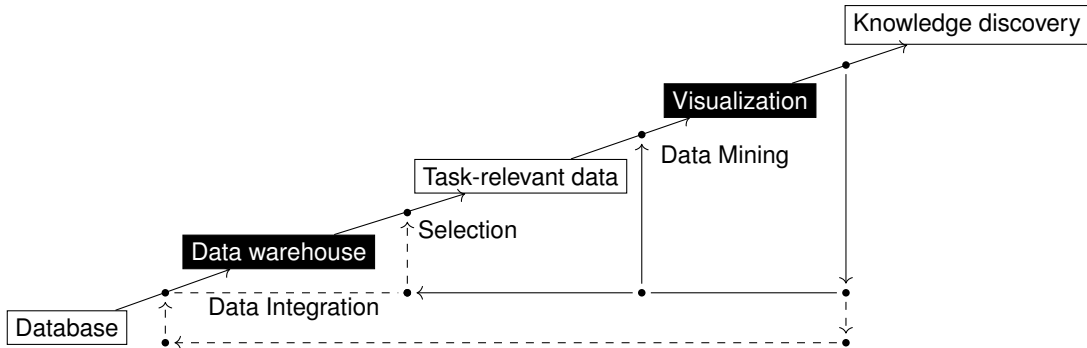 Knowledge discovery
Visualization
Data Mining
Task-relevant data
Selection
Data warehouse
Data Integration
Database